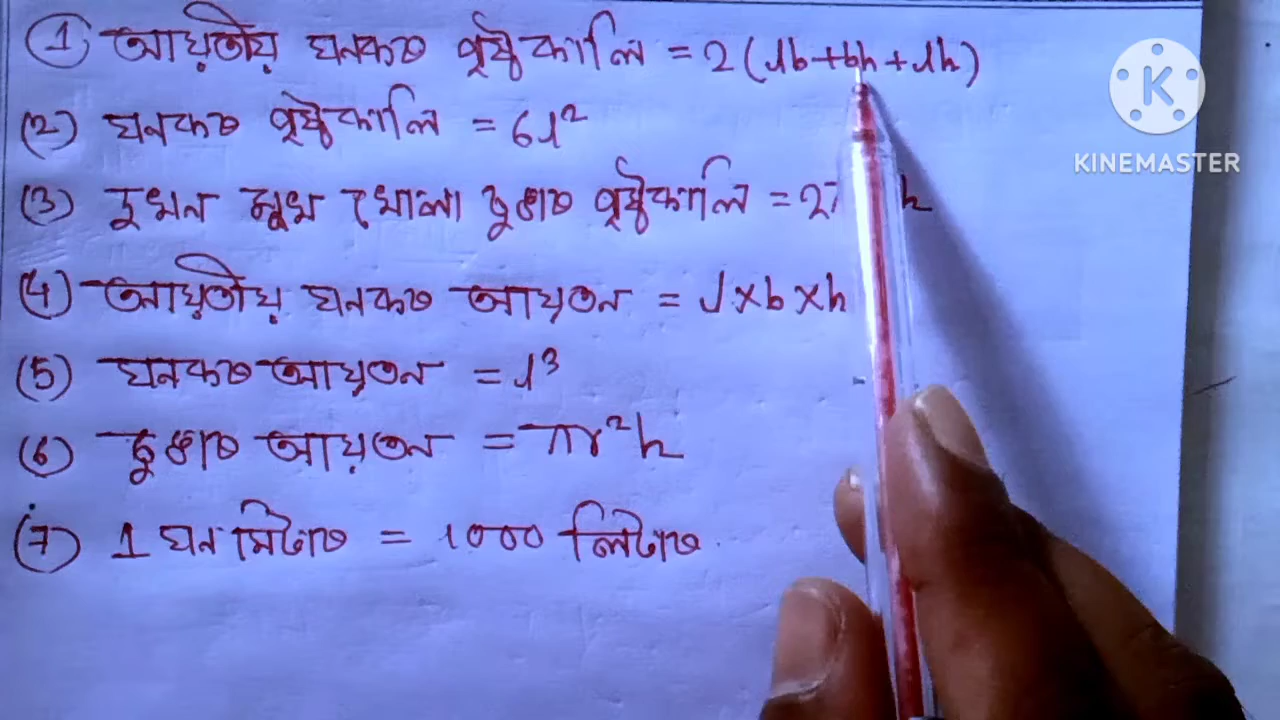 ① আয়তীয় ঘনকৰ পৃষ্ঠকালি = 2 (lb+bh+lh)
(2) ঘনকৰ পৃষ্ঠকালি = 6l²
(3) দুখন মুখ খোলা চুঙাৰ পৃষ্ঠকালি = 2 h
(4) আয়তীয় ঘনকৰ আয়তন = l×b×h
(5) ঘনকৰ আয়তন = l³
(6) চুঙাৰ আয়তন = πr²h
(7) 1 ঘন মিটাৰ = 1000 লিটাৰ
K
KINEMASTER